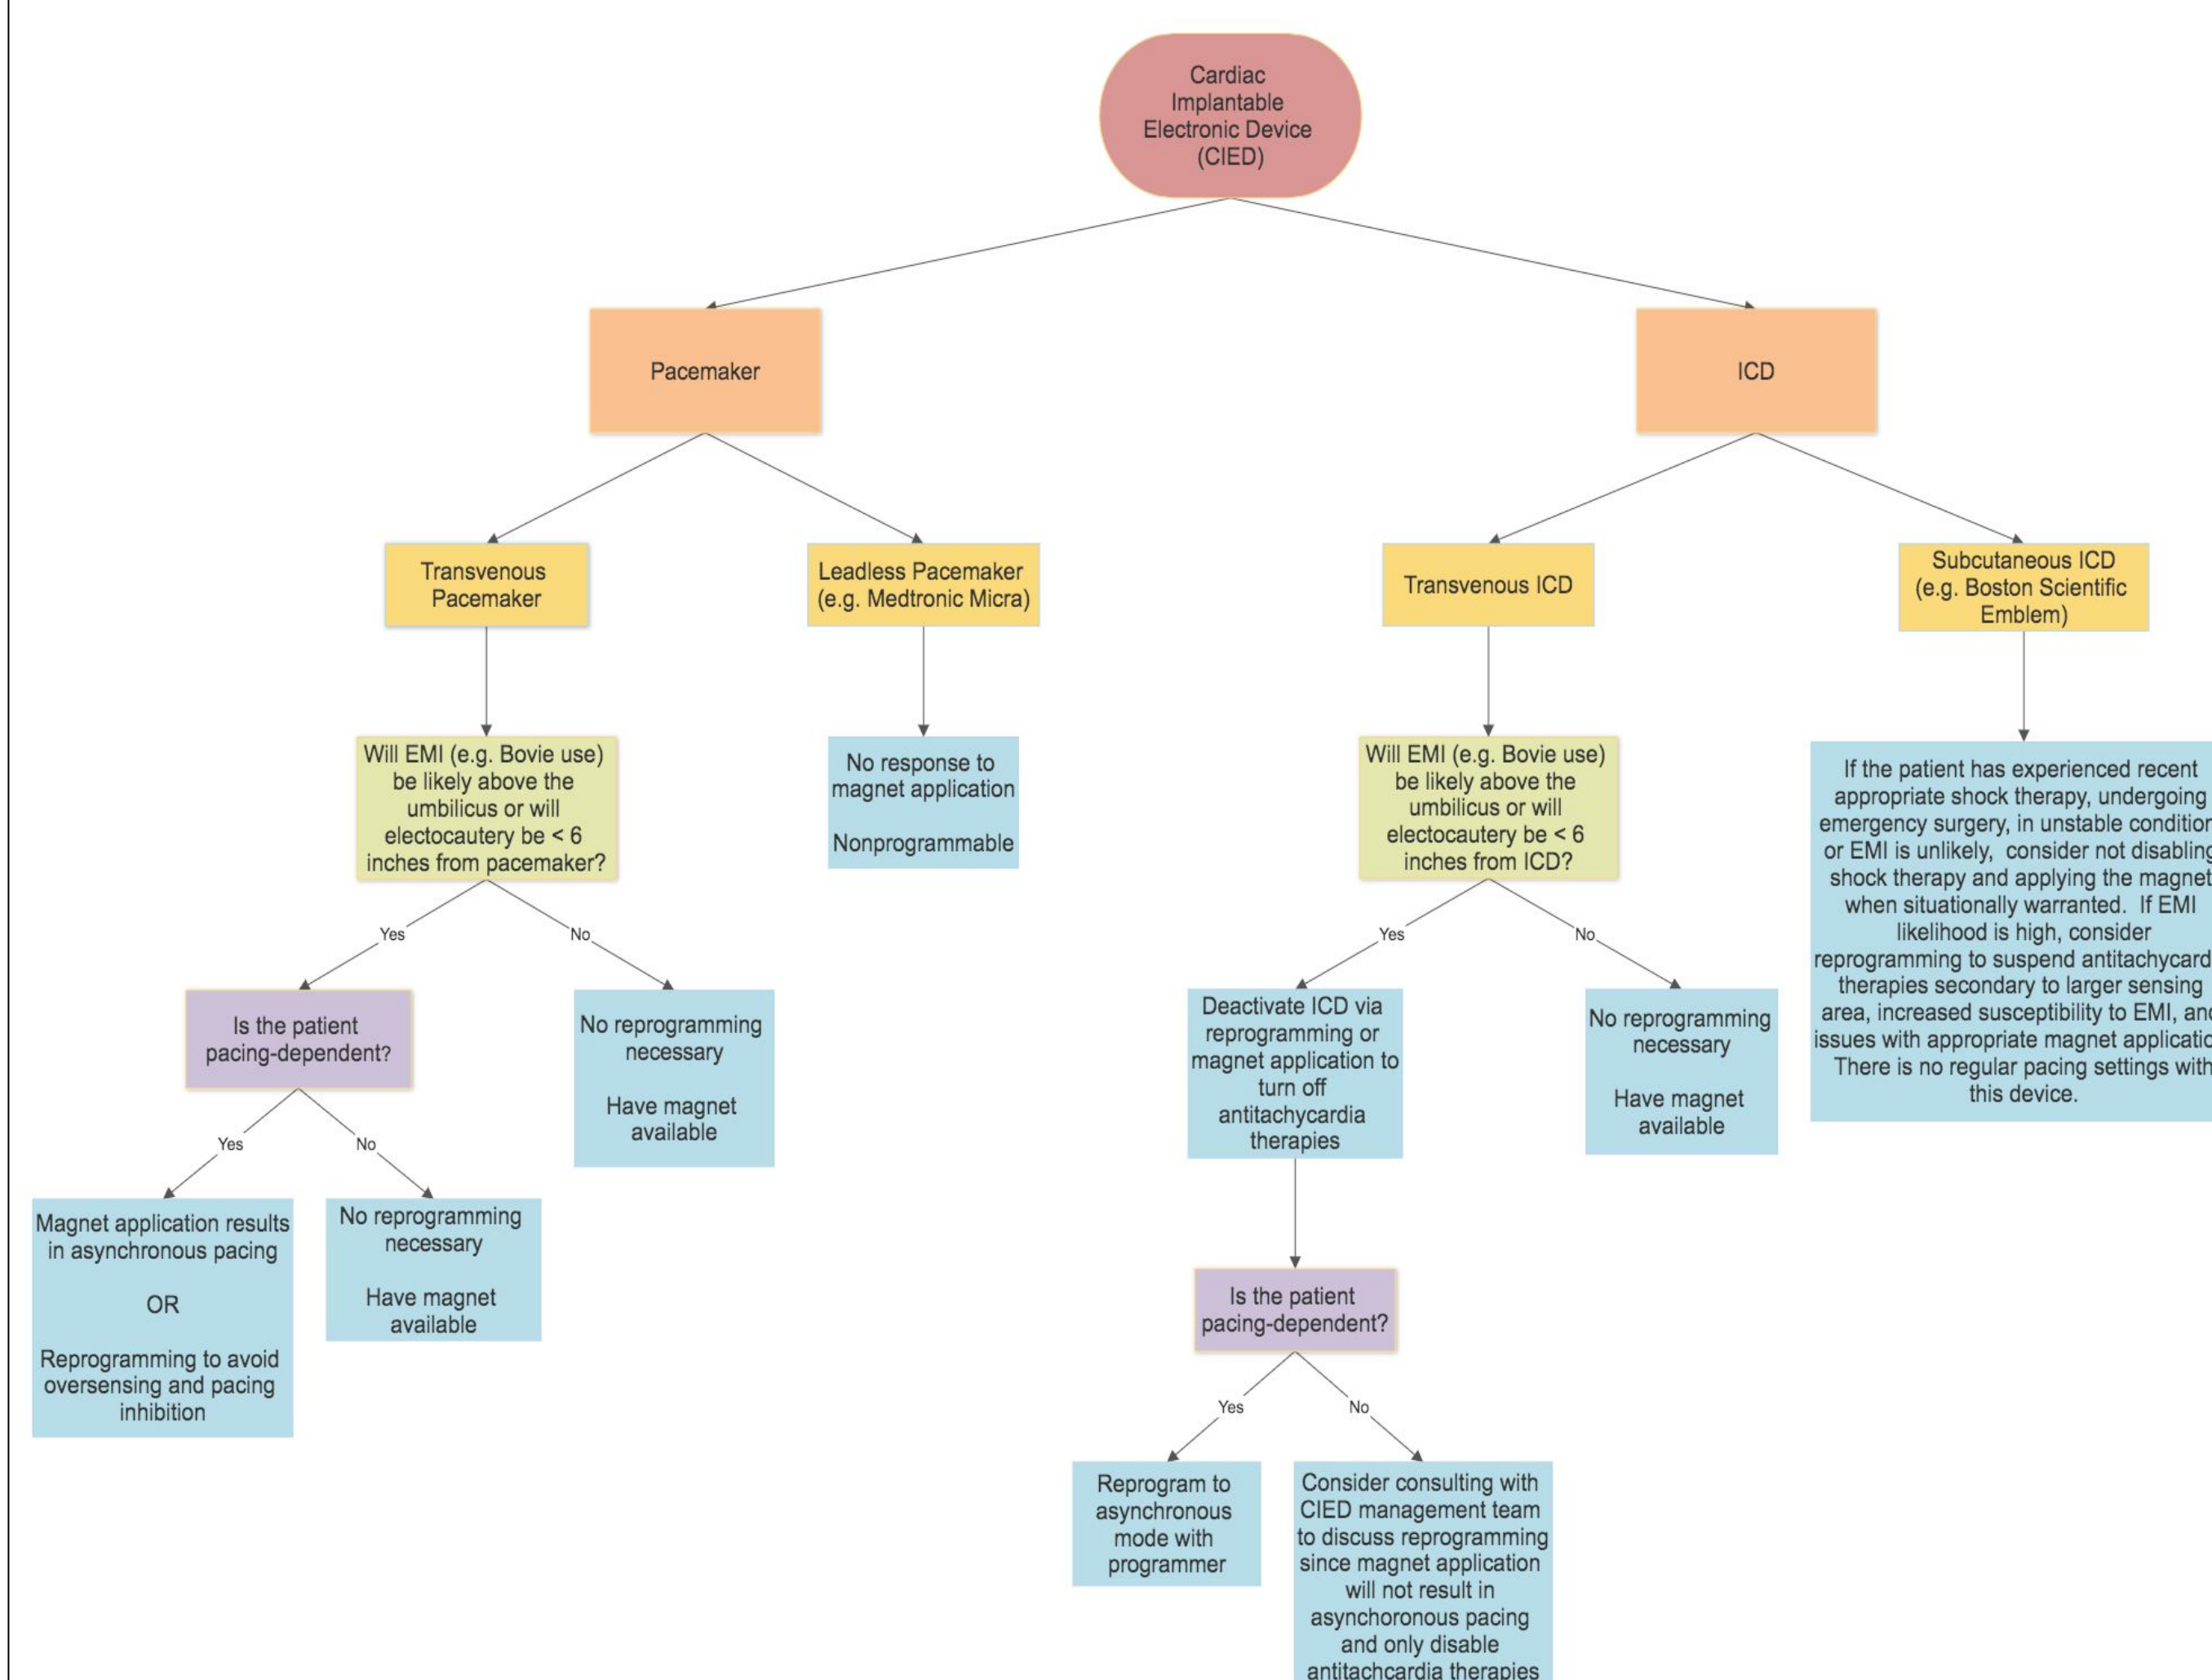 Cardiac
Implantable
Electronic Device
(CIED)
Pacemaker
ICD
Transvenous
Pacemaker
Leadless Pacemaker
(e.g. Medtronic Micra)
Transvenous ICD
Subcutaneous ICD
(e.g. Boston Scientific
Emblem)
Will EMI (e.g. Bovie use)
be likely above the
umbilicus or will
electocautery be < 6
inches from pacemaker?
No response to
magnet application
Nonprogrammable
Will EMI (e.g. Bovie use)
be likely above the
umbilicus or will
electocautery be < 6
inches from ICD?
If the patient has experienced recent
appropriate shock therapy, undergoing
emergency surgery, in unstable condition
or EMI is unlikely, consider not disabling
shock therapy and applying the magnet
when situationally warranted. If EMI
likelihood is high, consider
reprogramming to suspend
therapies secondary to larger sensing
area, increased susceptibility to EMI, and
issues with appropriate magnet
There is no regular pacing settings with
this device.
Yes
No
Yes
No
Is the patient
pacing-dependent?
No reprogramming
necessary
Have magnet
available
Deactivate ICD via
reprogramming or
magnet application to
turn off
antitachycardia
therapies
No reprogramming
necessary
Have magnet
available
Yes
No
Magnet application results
in asynchronous pacing
OR
Reprogramming to avoid
oversensing and pacing
inhibition
No reprogramming
necessary
Have magnet
available
Is the patient
pacing-dependent?
Yes
No
Reprogram to
asynchronous
mode with
programmer
Consider consulting with
CIED management team
to discuss reprogramming
since magnet application
will not result in
asynchoronous pacing
and only disable
antitachcardia therapies